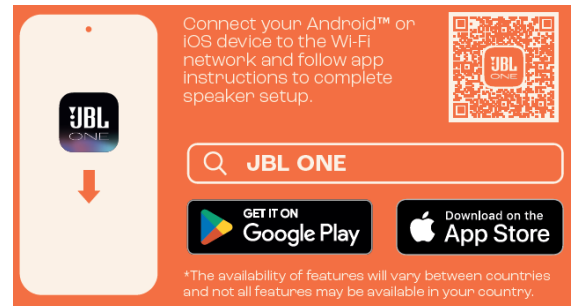 Connect your Android™ or
iOS device to the Wi-Fi
network and follow app
instructions to complete
speaker setup.
JBL
ONE
JBL
ONE
JBL ONE
GET IT ON
Google Play
Download on the
App Store
*The availability of features will vary between countries
and not all features may be available in your country.